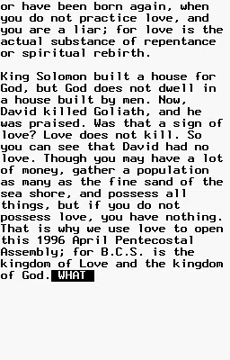 or have been born again, when
you do not practice love, and
you are a liar; for love is the
actual substance of repentance
or spiritual rebirth.

King Solomon built a house for
God, but God does not dwell in
a house built by men. Now,
David killed Goliath, and he
was praised. Was that a sign of
love? Love does not kill. So
you can see that David had no
love. Though you may have a lot
of money, gather a population
as many as the fine sand of the
sea shore, and possess all
things, but if you do not
possess love, you have nothing.
That is why we use love to open
this 1996 April Pentecostal
Assembly; for B.C.S. is the
kingdom of Love and the kingdom
of God. WHAT